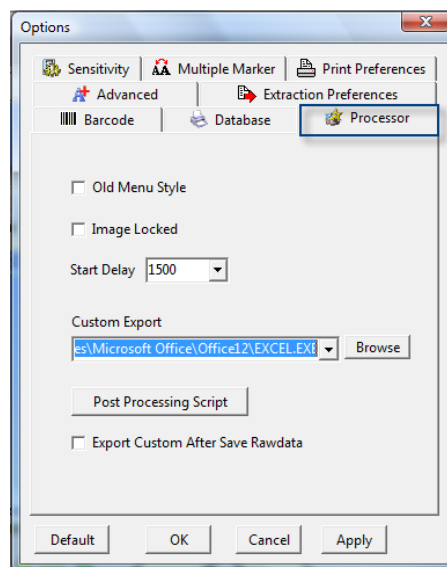 Options
Sensitivity Multiple Marker Print Preferences
Advanced Extraction Preferences
Barcode Database Processor
Old Menu Style
Image Locked
Start Delay 1500
Custom Export
es\Microsoft Office\Office12\EXCEL.EXE Browse
Post Processing Script
Export Custom After Save Rawdata
Default OK Cancel Apply